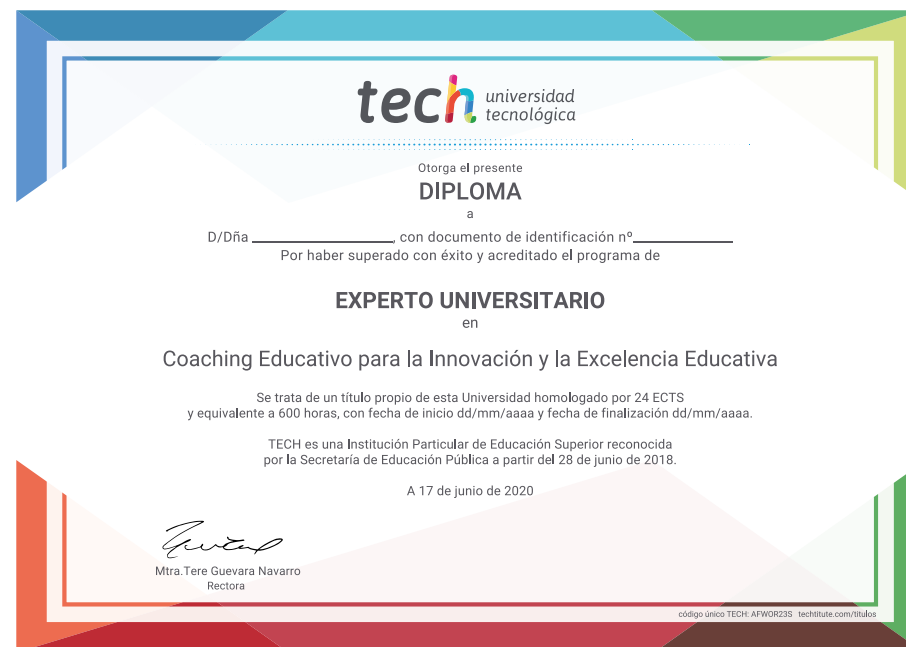 tech universidad
tecnológica
Otorga el presente
DIPLOMA
a
D/Dña ____________________, con documento de identificación nº______________
Por haber superado con éxito y acreditado el programa de
EXPERTO UNIVERSITARIO
en
Coaching Educativo para la Innovación y la Excelencia Educativa
Se trata de un título propio de esta Universidad homologado por 24 ECTS
y equivalente a 600 horas, con fecha de inicio dd/mm/aaaa y fecha de finalización dd/mm/aaaa.
TECH es una Institución Particular de Educación Superior reconocida
por la Secretaría de Educación Pública a partir del 28 de junio de 2018.
A 17 de junio de 2020
Mtra.Tere Guevara Navarro
Rectora
código único TECH: AFWOR23S techtitute.com/titulos